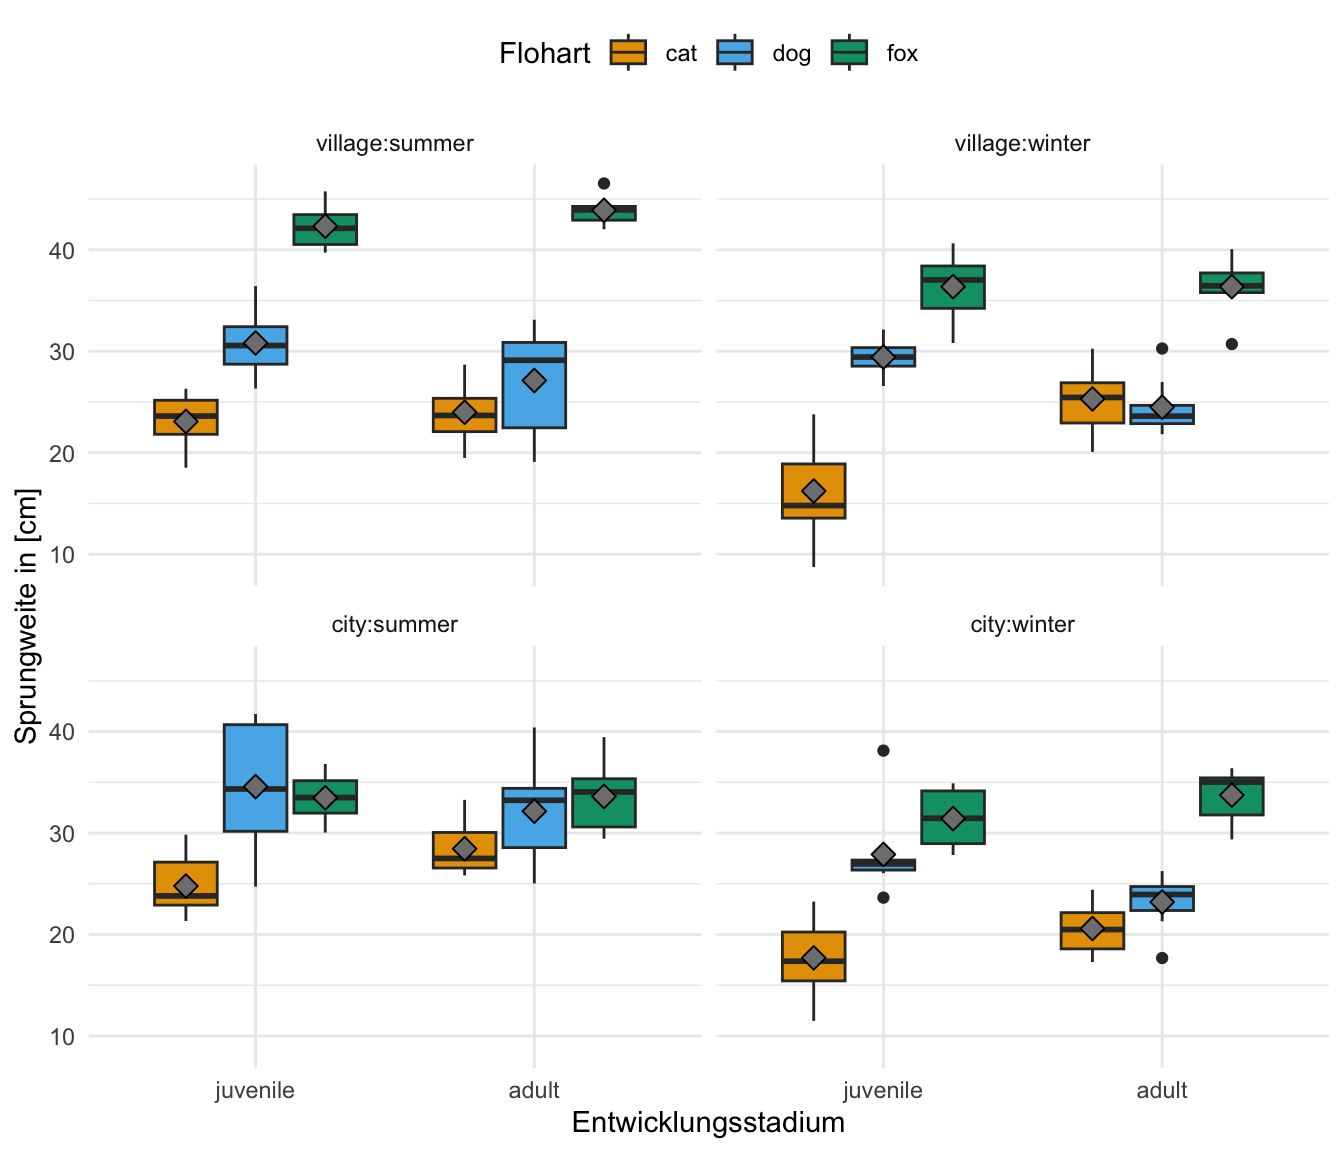 Flohart cat dog fox
village:summer village:winter
40
30
20
10
city:summer city:winter
40
30
20
10
Sprungweite in [cm]
juvenile adult juvenile adult
Entwicklungsstadium